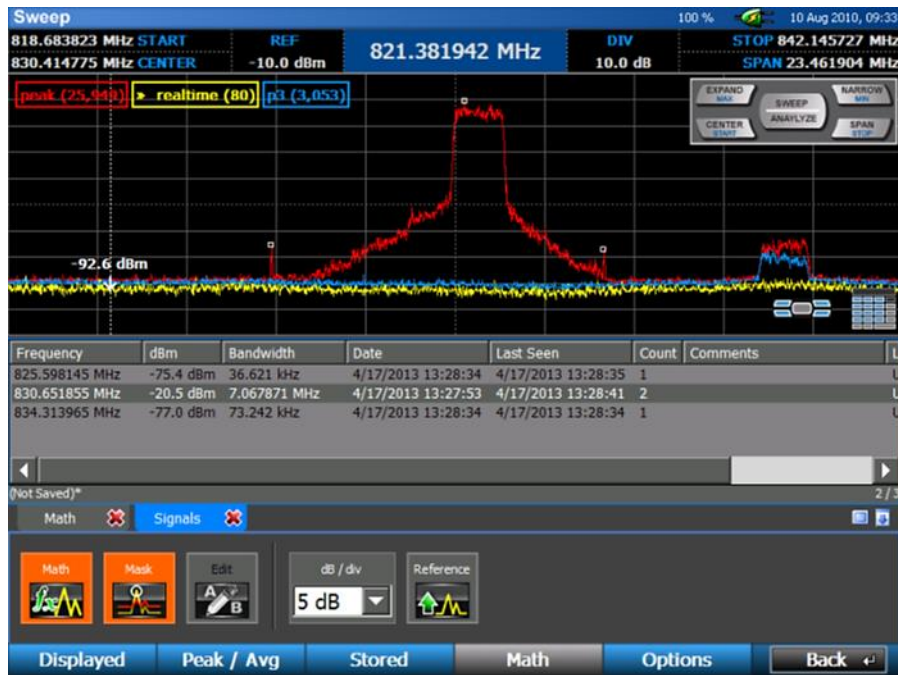 Sweep 100 % 10 Aug 2010, 09:33
818.683823 MHz START REF 821.381942 MHz DIV STOP 842.145727 MHz
830.414775 MHz CENTER -10.0 dBm 10.0 dB SPAN 23.461904 MHz
peak (25,949) » realtime (80) p3 (3,053)
EXPAND MAX NARROW MIN
SWEEP
ANAYLYZE
CENTER START SPAN STOP
-92.6 dBm
Frequency dBm Bandwidth Date Last Seen Count Comments L
825.598145 MHz -75.4 dBm 36.621 kHz 4/17/2013 13:28:34 4/17/2013 13:28:35 1 U
830.651855 MHz -20.5 dBm 7.067871 MHz 4/17/2013 13:27:53 4/17/2013 13:28:41 2 U
834.313965 MHz -77.0 dBm 73.242 kHz 4/17/2013 13:28:34 4/17/2013 13:28:34 1 U
(Not Saved)* 2 / 3
Math Signals
Math Mask Edit dB / div Reference
fx A B 5 dB
Displayed Peak / Avg Stored Math Options Back